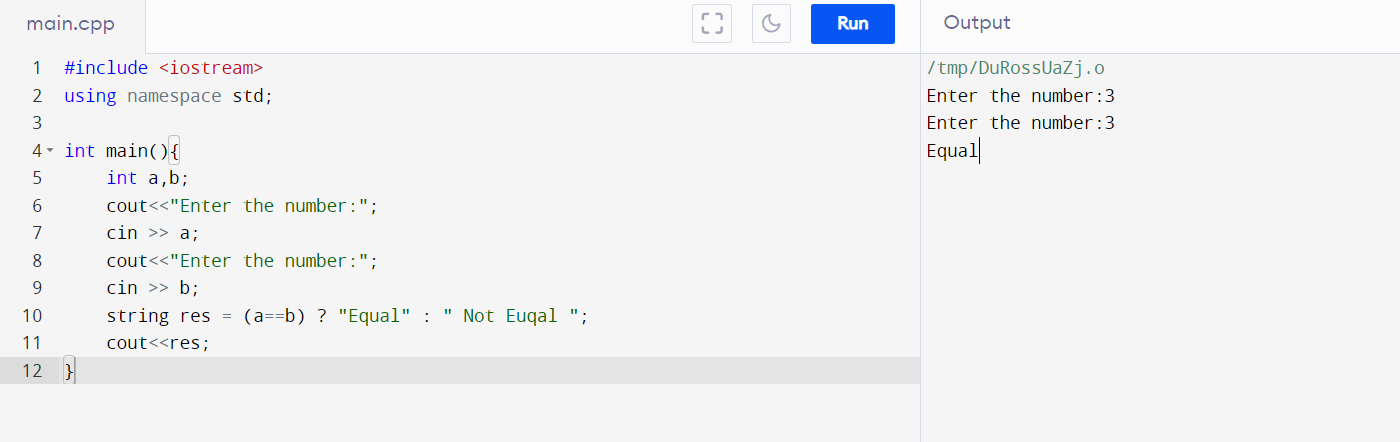 main.cpp
Run
Output
1 #include <iostream>
2 using namespace std;
3
4 int main(){
5 int a,b;
6 cout<<"Enter the number:";
7 cin >> a;
8 cout<<"Enter the number:";
9 cin >> b;
10 string res = (a==b) ? "Equal" : " Not Euqal ";
11 cout<<res;
12 }
/tmp/DuRossUaZj.o
Enter the number:3
Enter the number:3
Equal